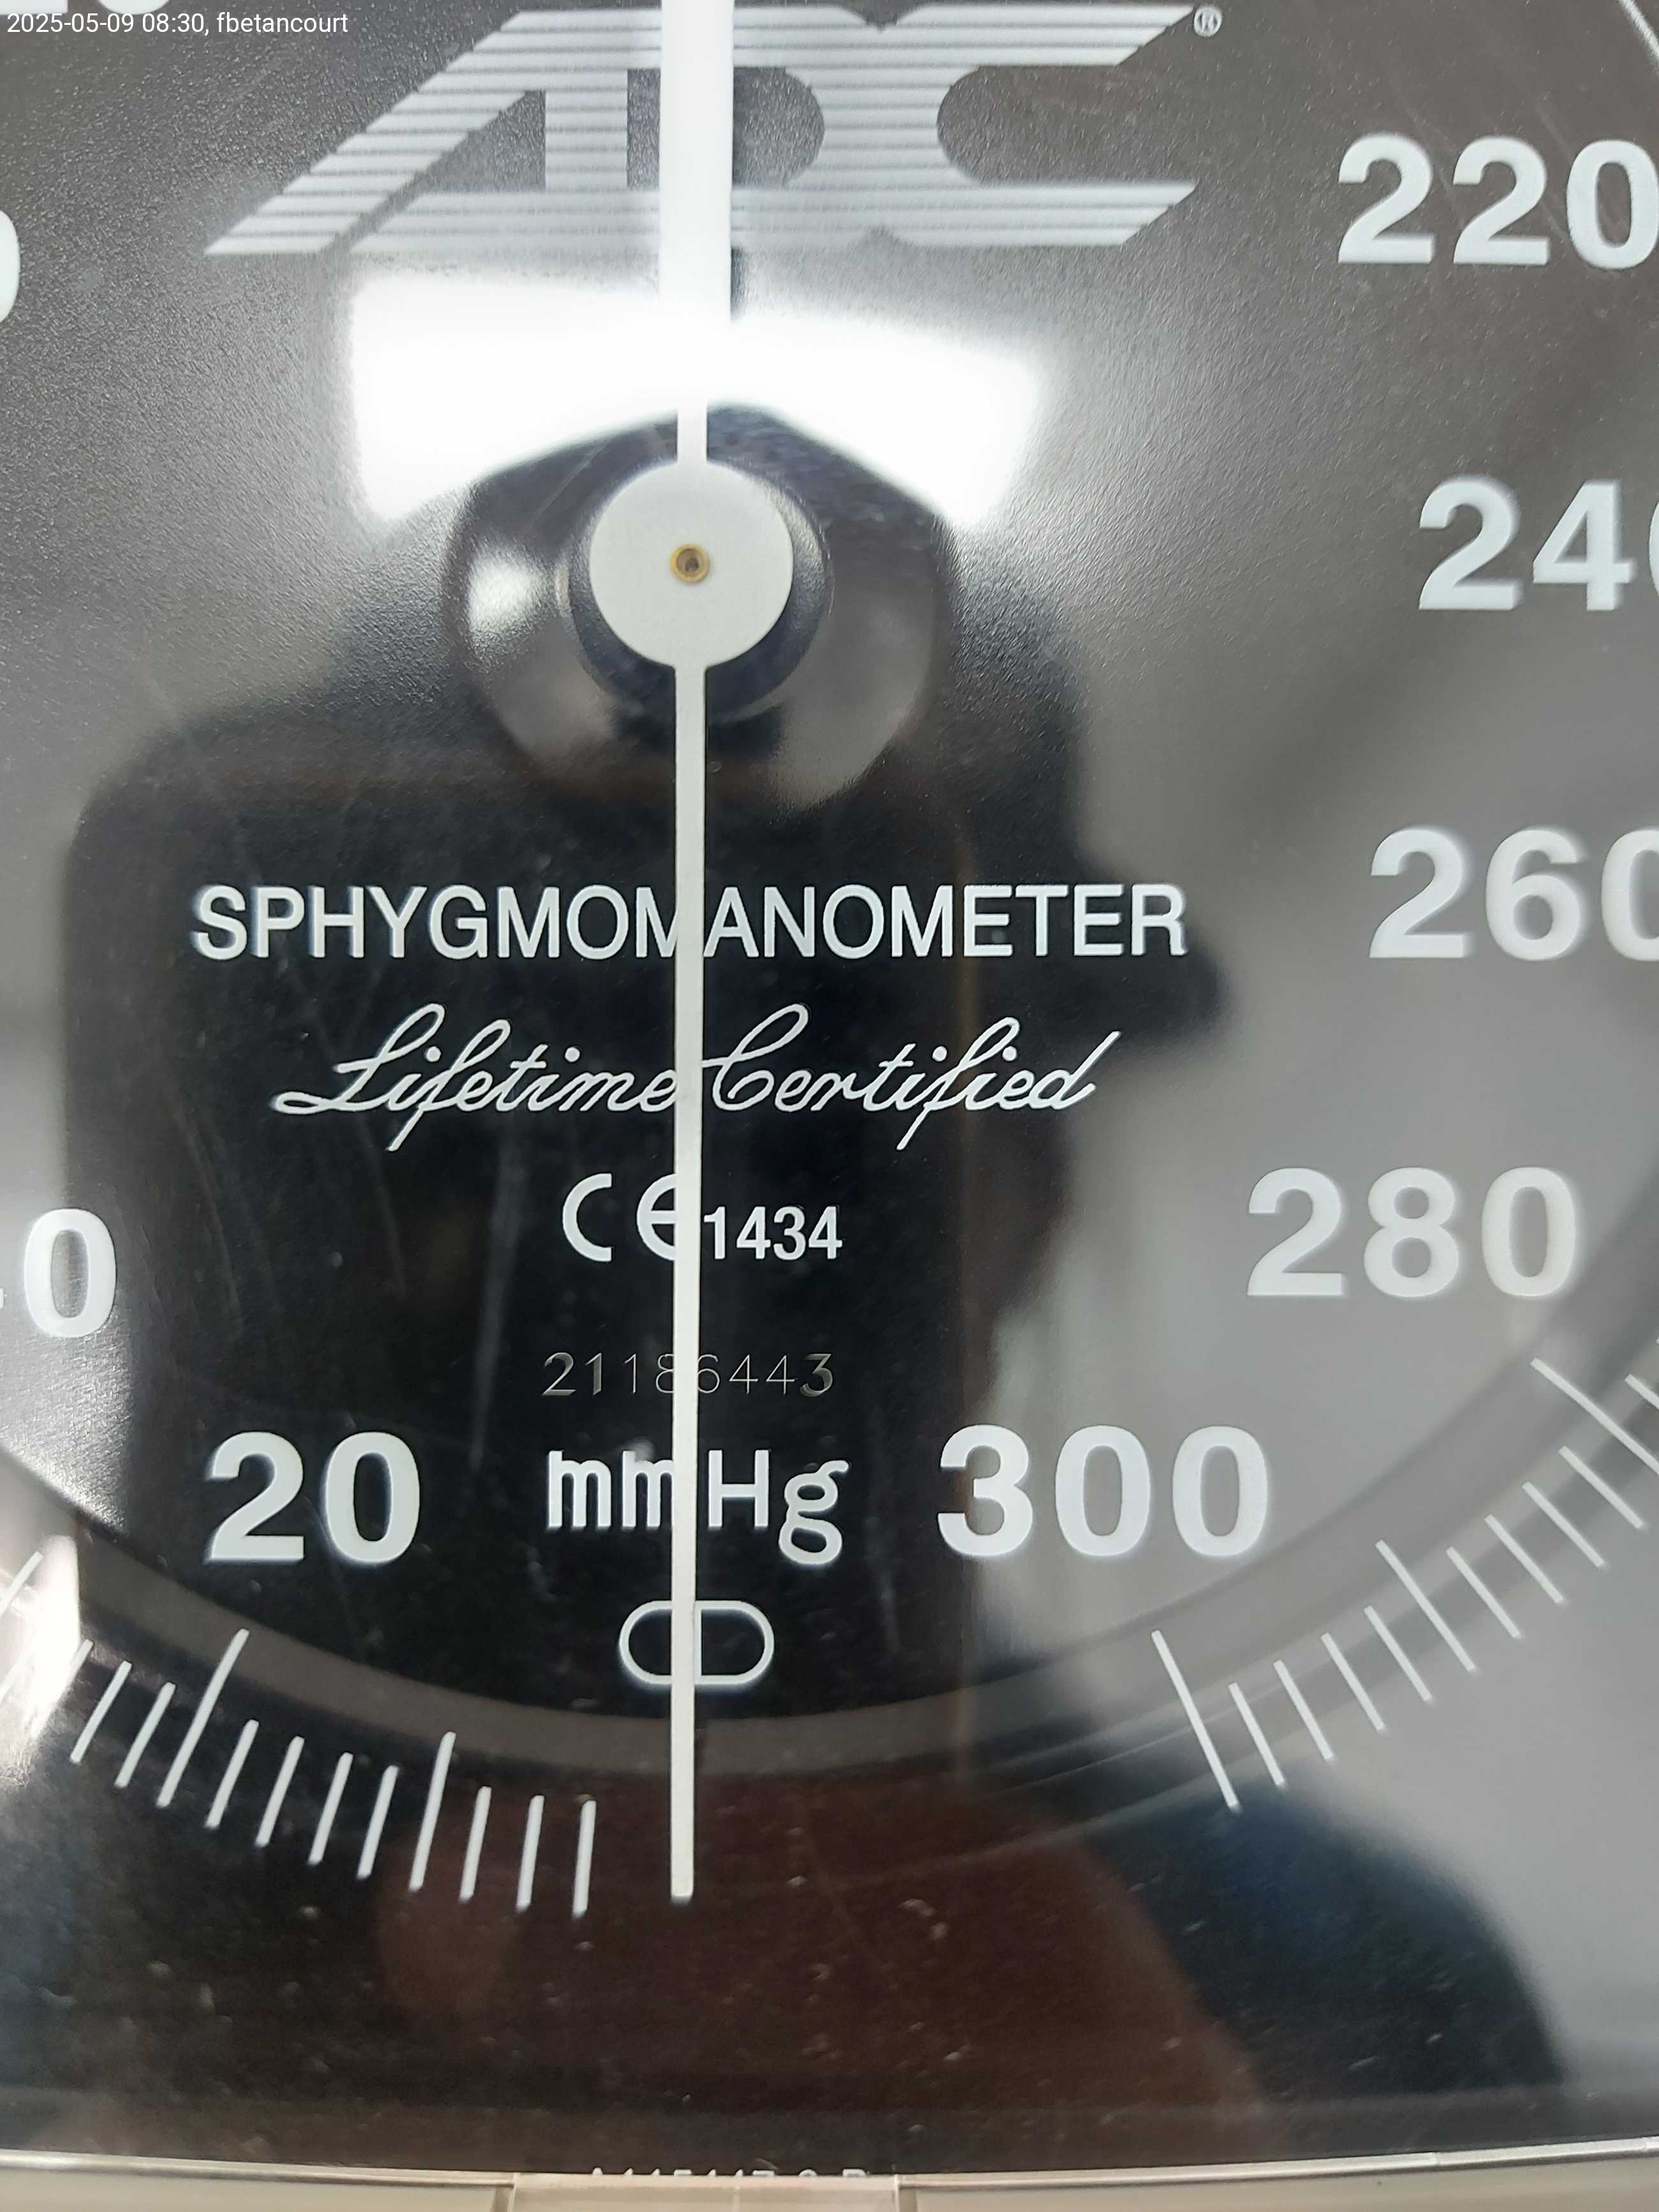 2025-05-09 08:30, fbetancourt
ADC®
220
240
260
SPHYGMOMANOMETER
Lifetime Certified
CE 1434
280
21186443
20 mmHg 300